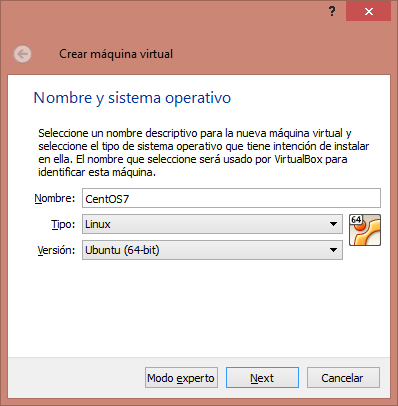 ?
Crear máquina virtual
Nombre y sistema operativo
Seleccione un nombre descriptivo para la nueva máquina virtual y
seleccione el tipo de sistema operativo que tiene intención de instalar
en ella. El nombre que seleccione será usado por VirtualBox para
identificar esta máquina.
Nombre: CentOS7
Tipo: Linux
64
Versión: Ubuntu (64-bit)
Modo experto Next Cancelar